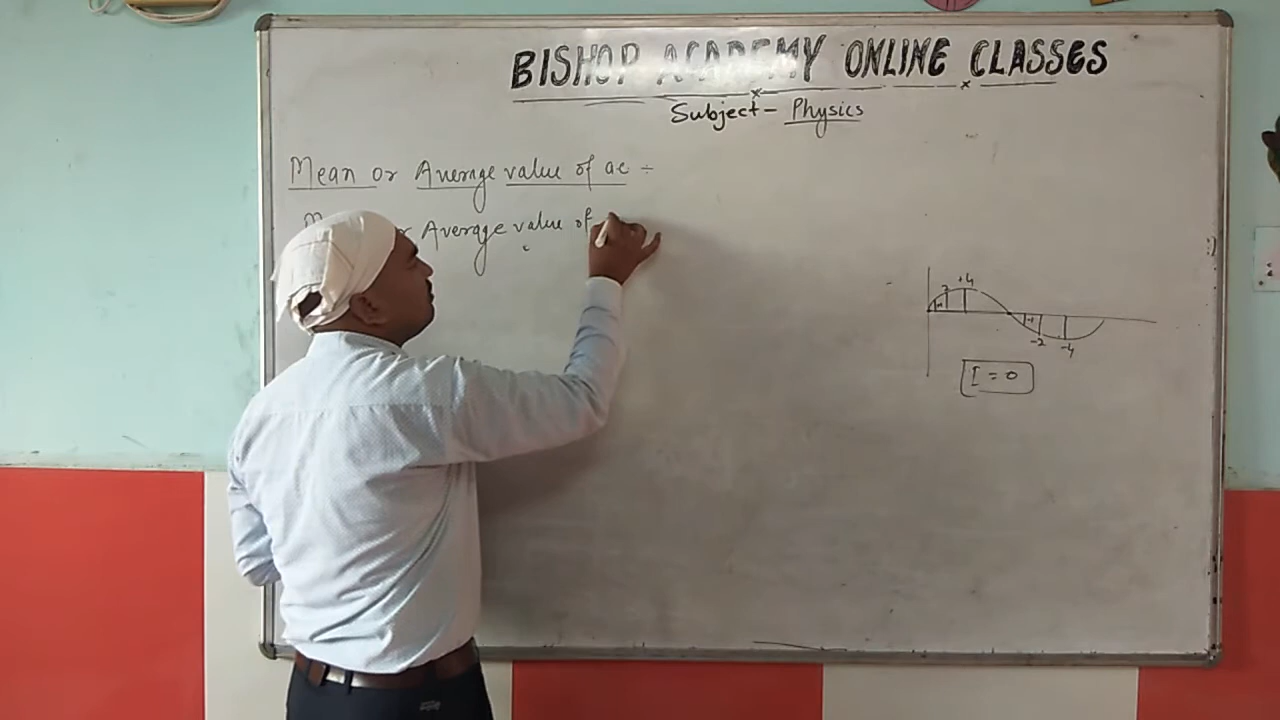 BISHOP ACADEMY ONLINE CLASSES
Subject - Physics
Mean or Average value of ac ÷
Average value of
2 +4
-2 -4
I = 0